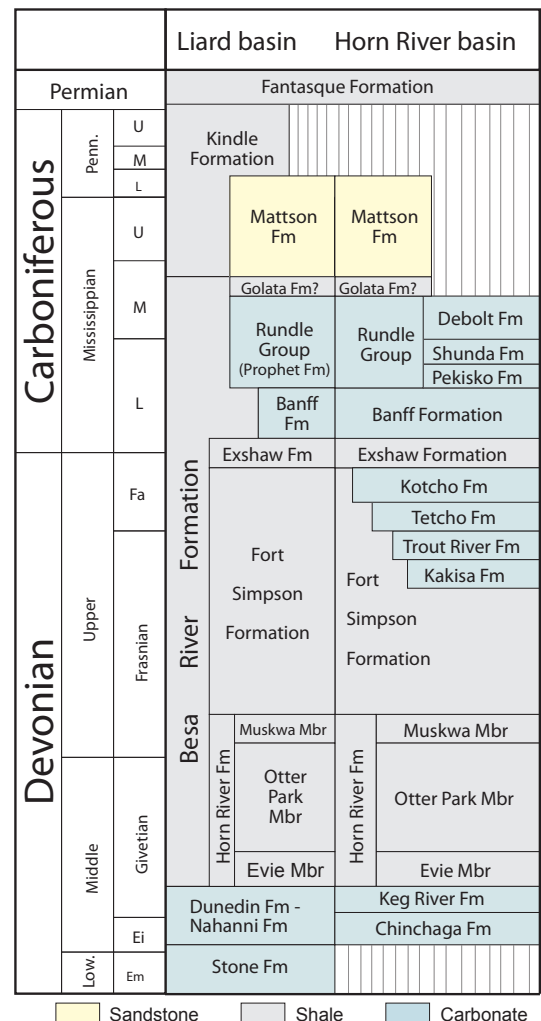 Liard basin Horn River basin
Permian
Fantasque Formation
Carboniferous
Penn.
U
M
L
Kindle
Formation
Mississippian
U
M
L
Mattson
Fm
Mattson
Fm
Golata Fm?
Golata Fm?
Rundle
Group
(Prophet Fm)
Rundle
Group
Debolt Fm
Shunda Fm
Pekisko Fm
Banff
Fm
Banff Formation
Besa River Formation
Exshaw Fm
Exshaw Formation
Devonian
Upper
Fa
Frasnian
Kotcho Fm
Tetcho Fm
Trout River Fm
Kakisa Fm
Fort
Simpson
Formation
Fort
Simpson
Formation
Middle
Givetian
Ei
Horn River Fm
Muskwa Mbr
Otter
Park
Mbr
Evie Mbr
Horn River Fm
Muskwa Mbr
Otter Park Mbr
Evie Mbr
Dunedin Fm -
Nahanni Fm
Keg River Fm
Chinchaga Fm
Low.
Em
Stone Fm
Sandstone Shale Carbonate